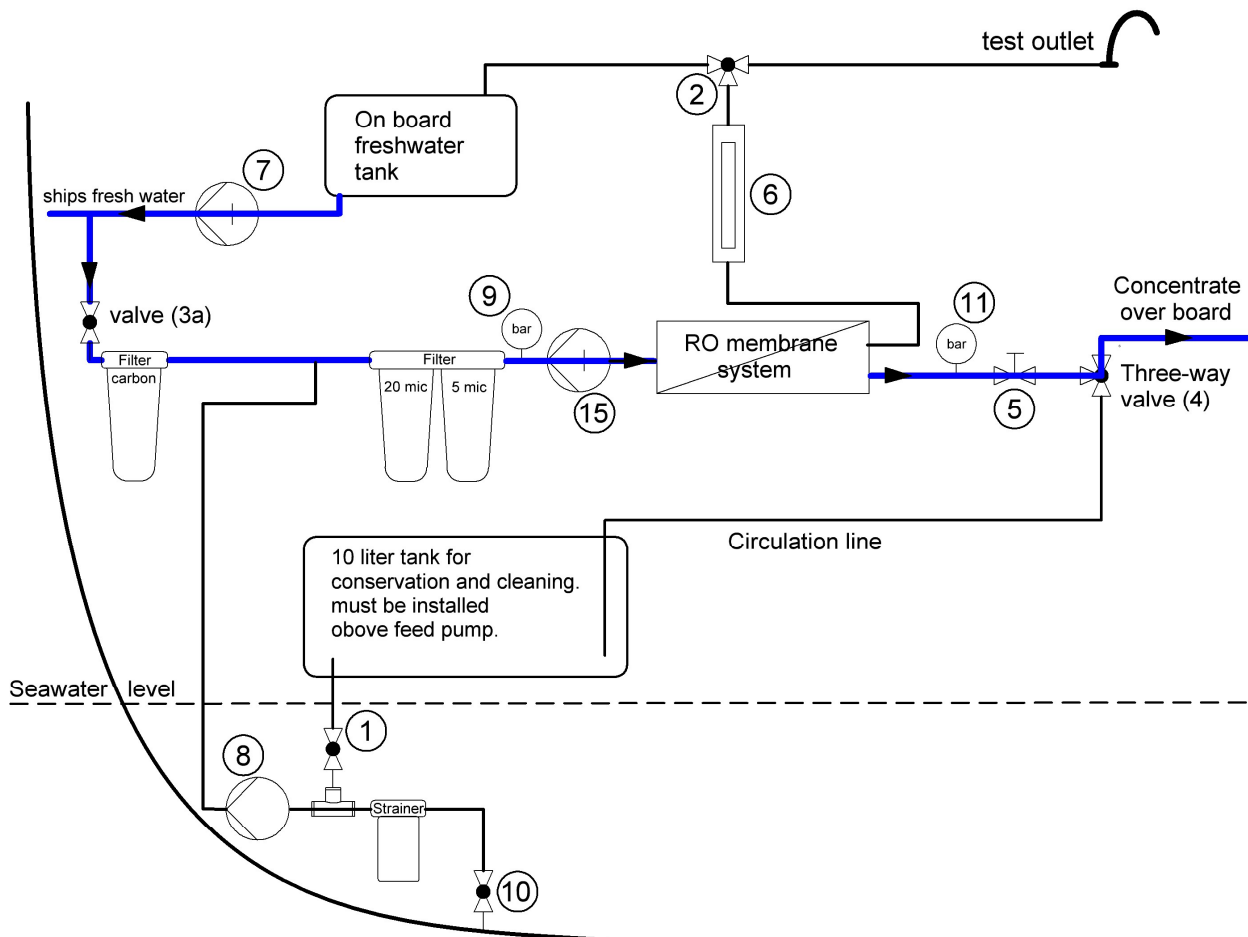 test outlet
2
On board
freshwater
tank
7
ships fresh water
6
valve (3a)
9
bar
11
bar
Concentrate
over board
Filter
carbon
Filter
20 mic
5 mic
15
RO membrane
system
5
Three-way
valve (4)
Circulation line
10 liter tank for
conservation and cleaning.
must be installed
obove feed pump.
Seawater level
1
8
Strainer
10